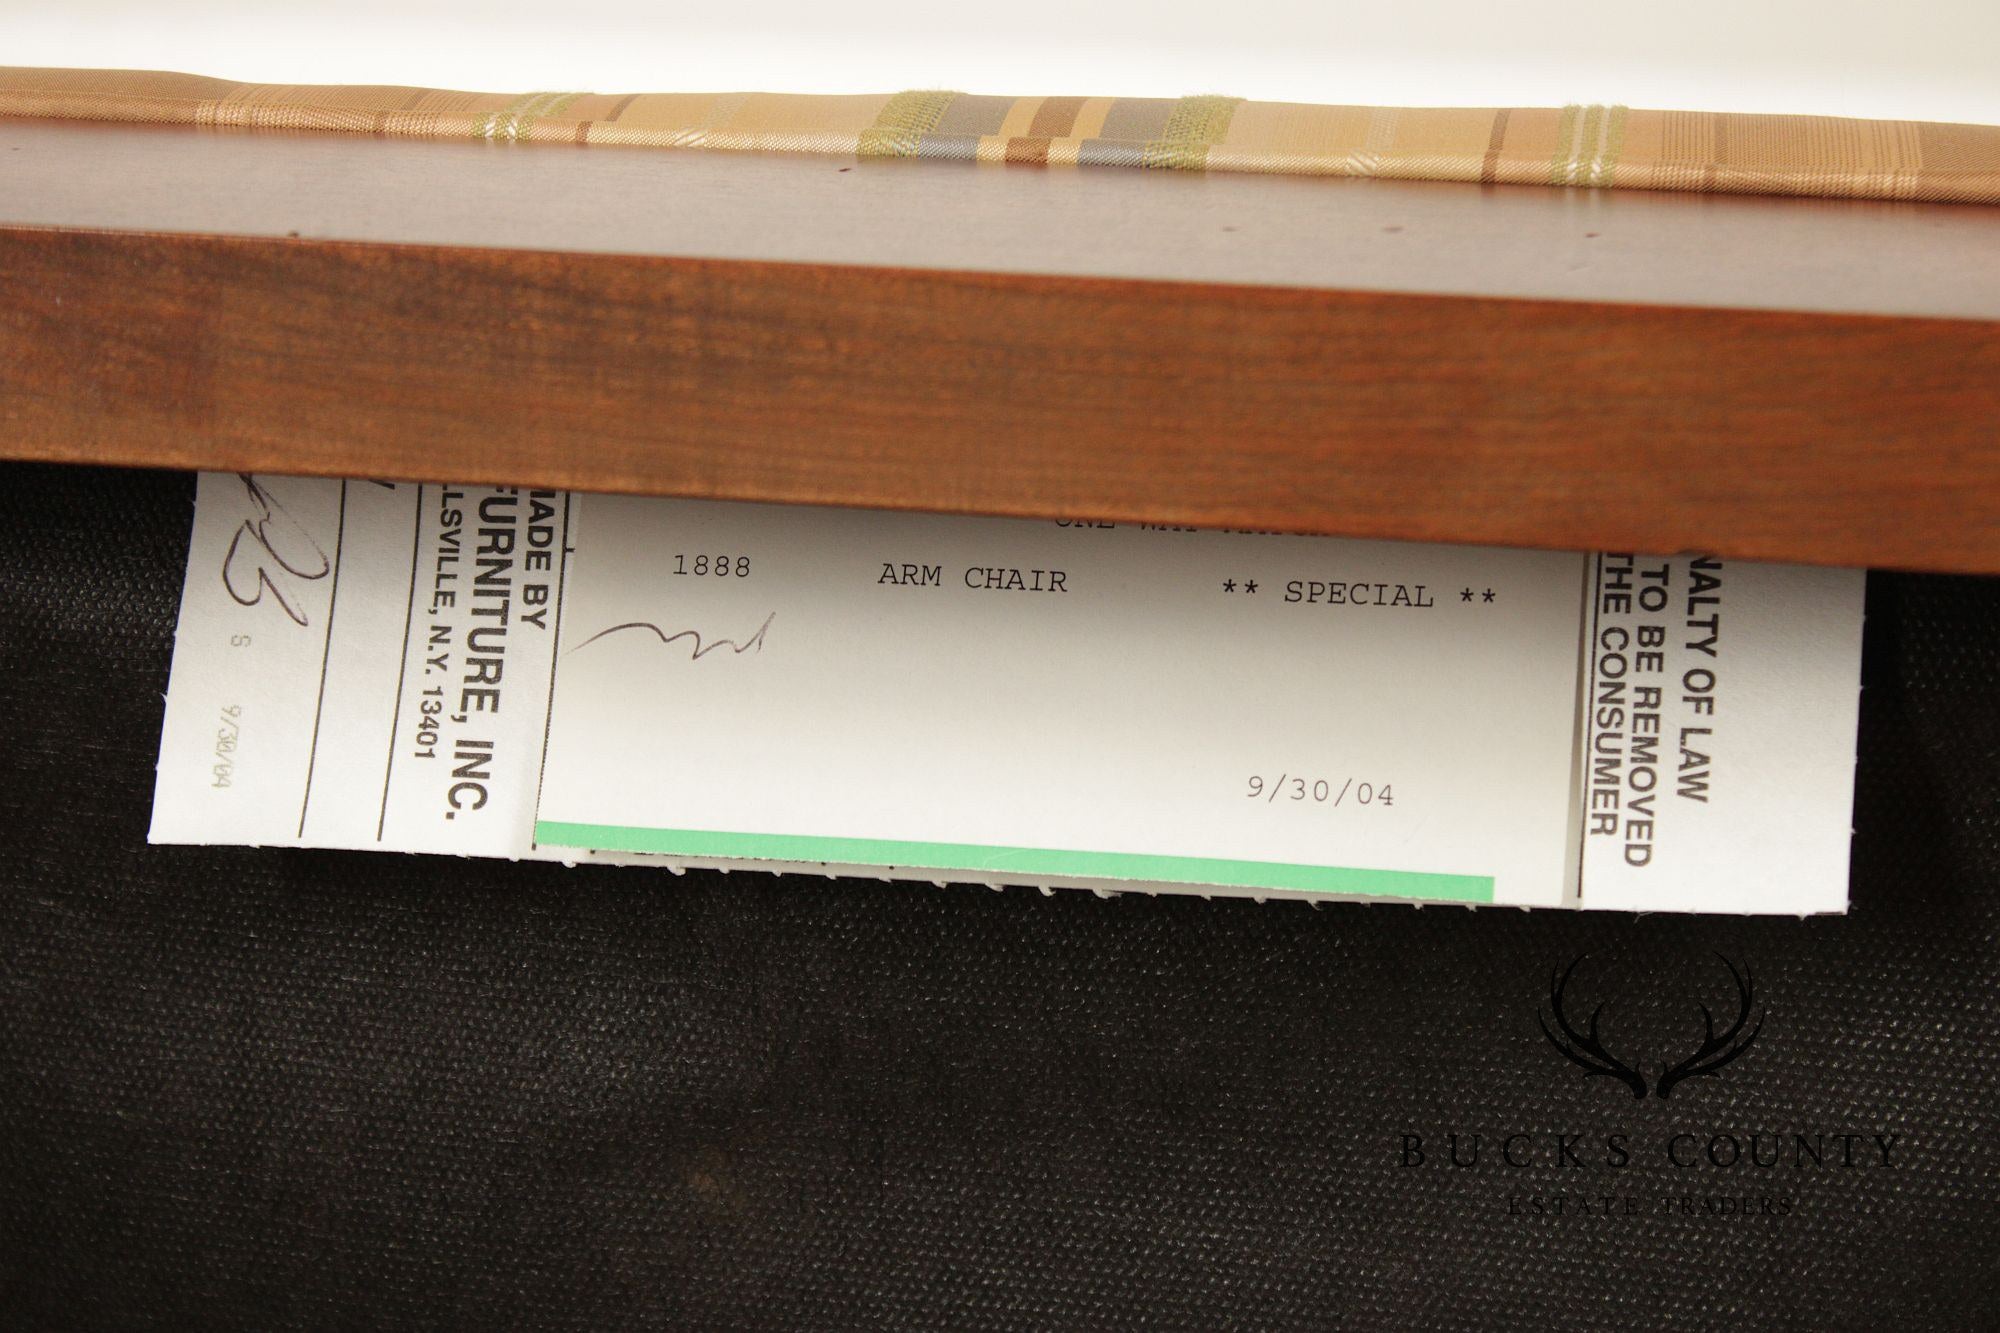 1888 ARM CHAIR ** SPECIAL **
9/30/04
MADE BY
FURNITURE, INC.
LLSVILLE, N.Y. 13401
S 9/30/04
NALTY OF LAW
TO BE REMOVED
THE CONSUMER
BUCKS COUNTY
ESTATE TRADERS